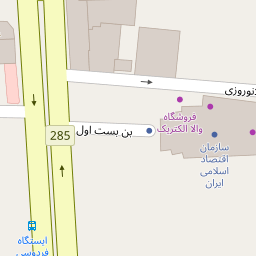 نوروزی
فروشگاه
والا الکتریک
285
بن بست اول
سازمان
اقتصاد
اسلامی
ایران
ایستگاه
فردوسی